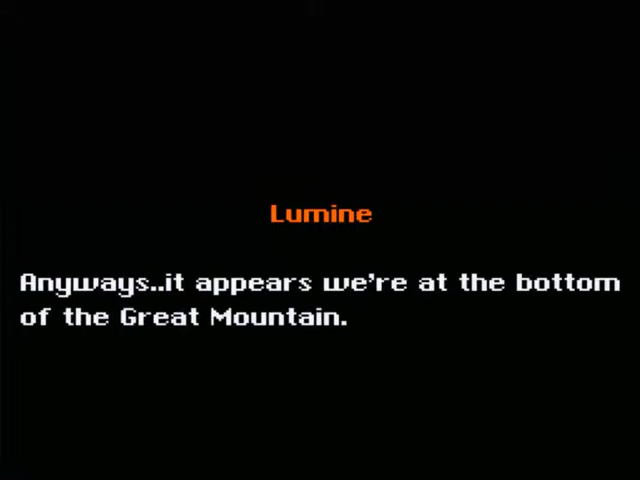 Lumine
Anyways..it appears we're at the bottom
of the Great Mountain.